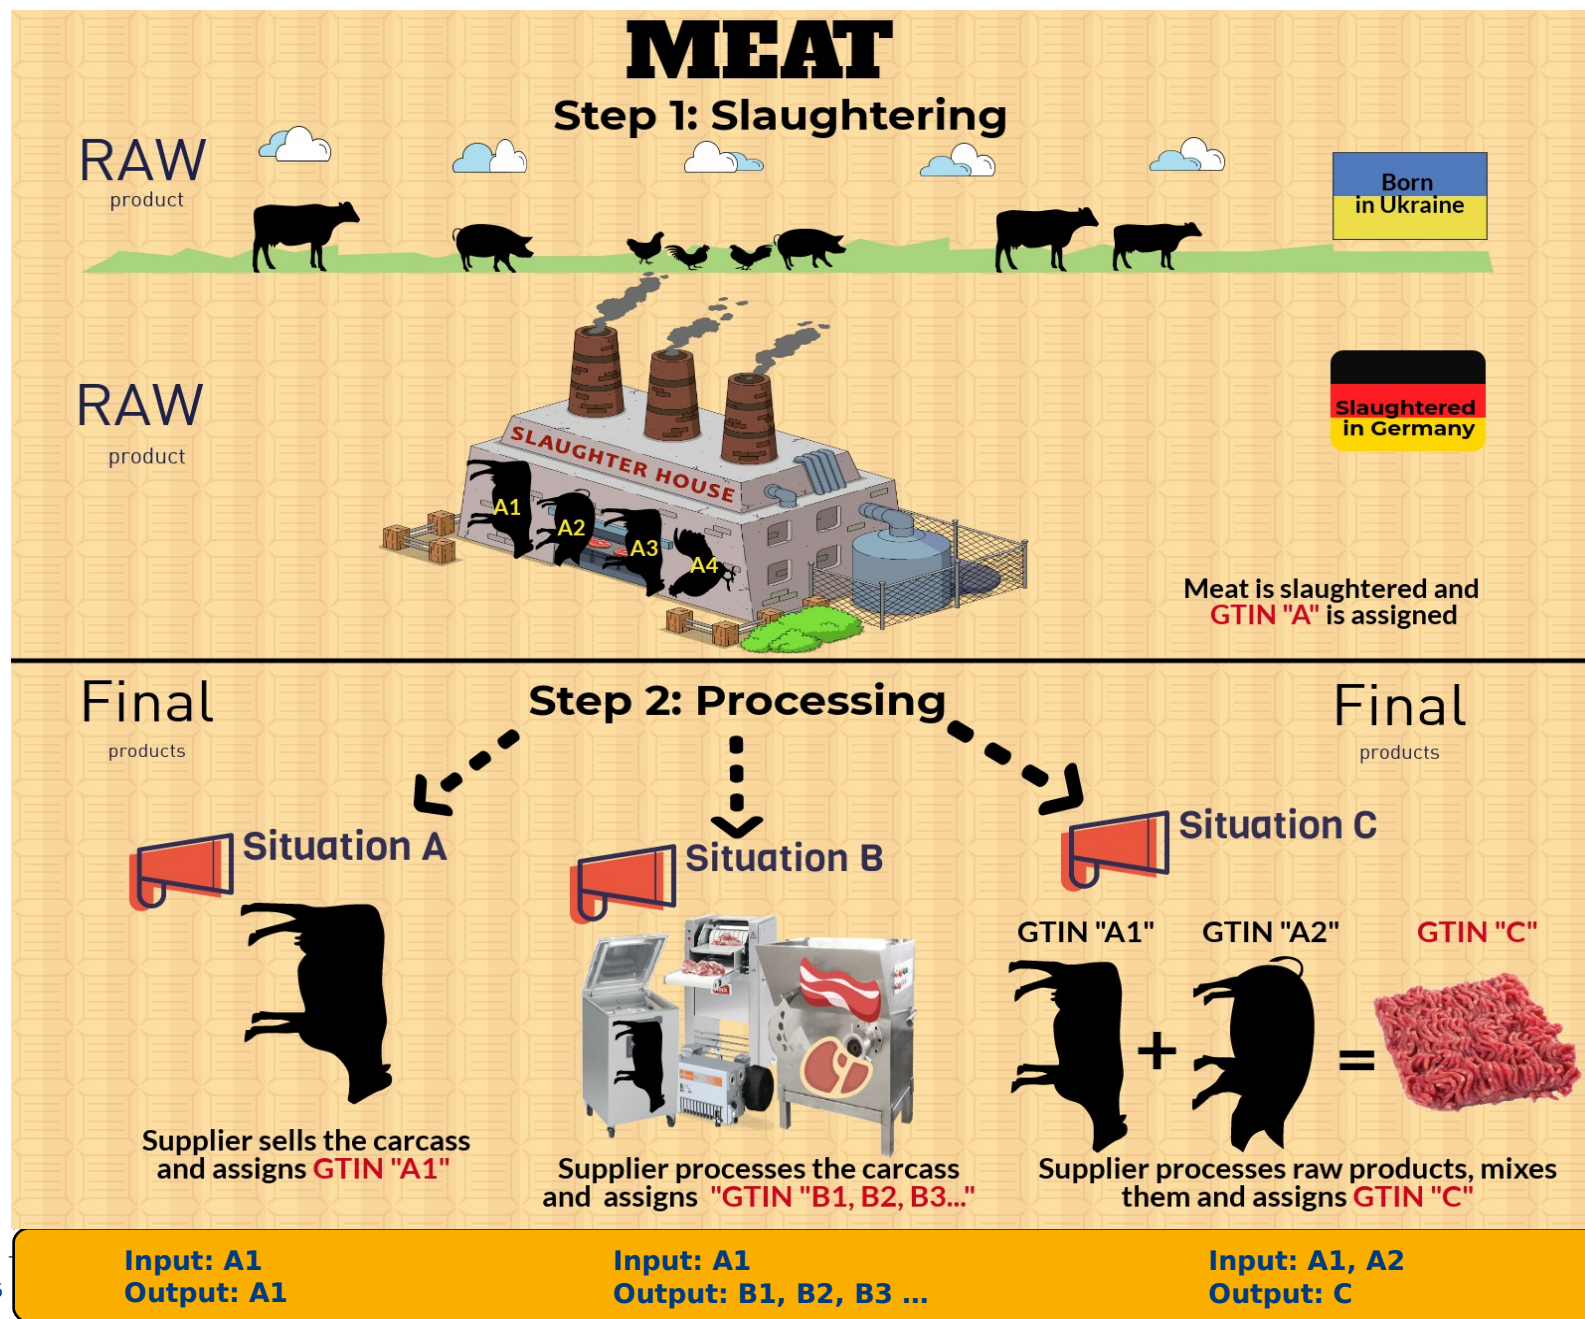 MEAT
Step 1: Slaughtering
RAW
product
Born
in Ukraine
RAW
product
Slaughtered
in Germany
SLAUGHTER HOUSE
A1
A2
A3
A4
Meat is slaughtered and
GTIN "A" is assigned
Final
products
Step 2: Processing
Final
products
Situation A
Situation B
Situation C
GTIN "A1"
GTIN "A2"
GTIN "C"
+
=
Supplier sells the carcass
and assigns GTIN "A1"
Supplier processes the carcass
and assigns "GTIN "B1, B2, B3..."
Supplier processes raw products, mixes
them and assigns GTIN "C"
Input: A1
Output: A1
Input: A1
Output: B1, B2, B3 ...
Input: A1, A2
Output: C